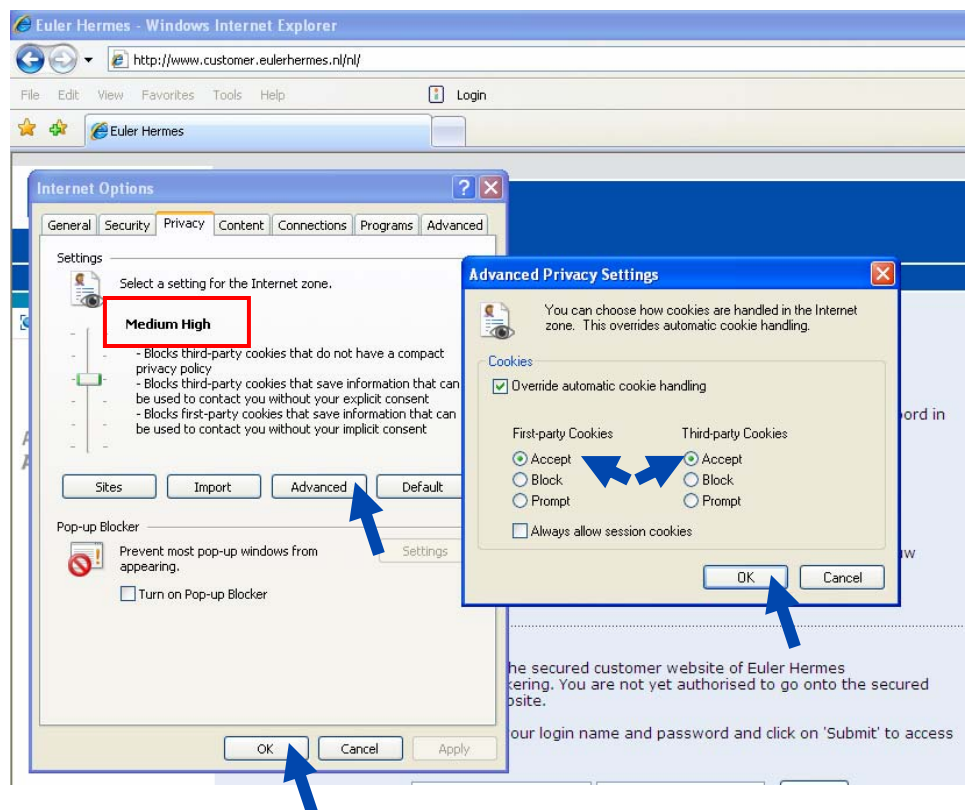 Euler Hermes - Windows Internet Explorer
http://www.customer.eulerhermes.nl/nl/
File Edit View Favorites Tools Help
Login
Euler Hermes
Internet Options
General Security Privacy Content Connections Programs Advanced
Settings
Select a setting for the Internet zone.
Medium High
- Blocks third-party cookies that do not have a compact
privacy policy
- Blocks third-party cookies that save information that can
be used to contact you without your explicit consent
- Blocks first-party cookies that save information that can
be used to contact you without your implicit consent
Sites Import Advanced Default
Pop-up Blocker
Prevent most pop-up windows from
appearing.
Settings
Turn on Pop-up Blocker
OK Cancel Apply
Advanced Privacy Settings
You can choose how cookies are handled in the Internet
zone. This overrides automatic cookie handling.
Cookies
Override automatic cookie handling
First-party Cookies Third-party Cookies
Accept Accept
Block Block
Prompt Prompt
Always allow session cookies
OK Cancel
in
secured customer website of Euler Hermes
You are not yet authorised to go onto the secured
login name and password and click on 'Submit' to access